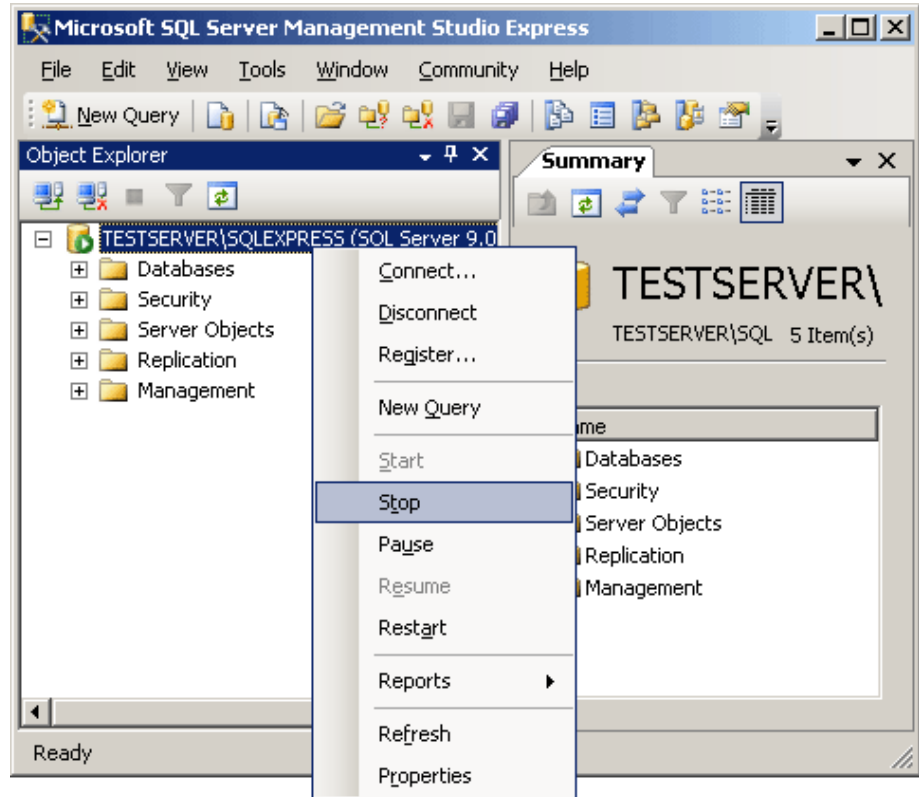 Microsoft SQL Server Management Studio Express
File Edit View Tools Window Community Help
New Query
Object Explorer
Summary
TESTSERVER\SQLEXPRESS (SQL Server 9.0
Databases
Security
Server Objects
Replication
Management
Connect...
Disconnect
Register...
New Query
Start
Stop
Pause
Resume
Restart
Reports
Refresh
Properties
TESTSERVER\
TESTSERVER\SQL 5 Item(s)
me
Databases
Security
Server Objects
Replication
Management
Ready